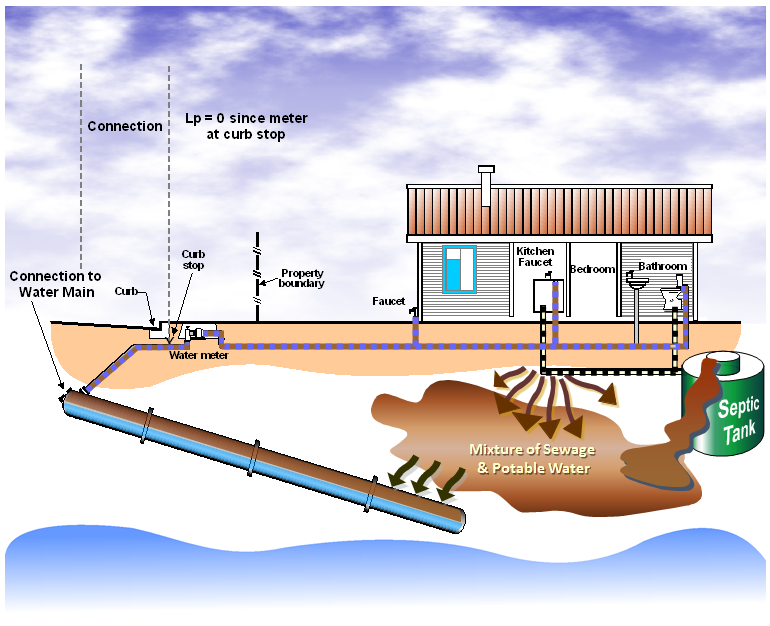 Connection
Lp = 0 since meter
at curb stop
Connection to
Water Main
Curb
Curb
stop
Water meter
Property
boundary
Faucet
Kitchen
Faucet
Bedroom
Bathroom
Septic
Tank
Mixture of Sewage
& Potable Water